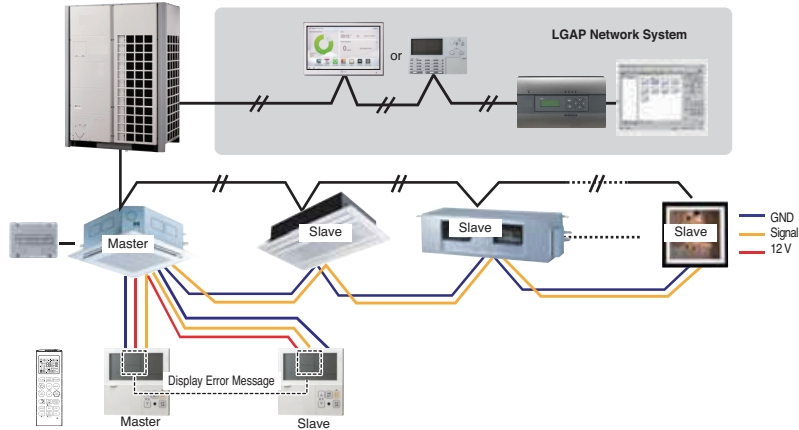 LGAP Network System
or
Master
Slave
Slave
Slave
GND
Signal
12 V
Display Error Message
Master
Slave